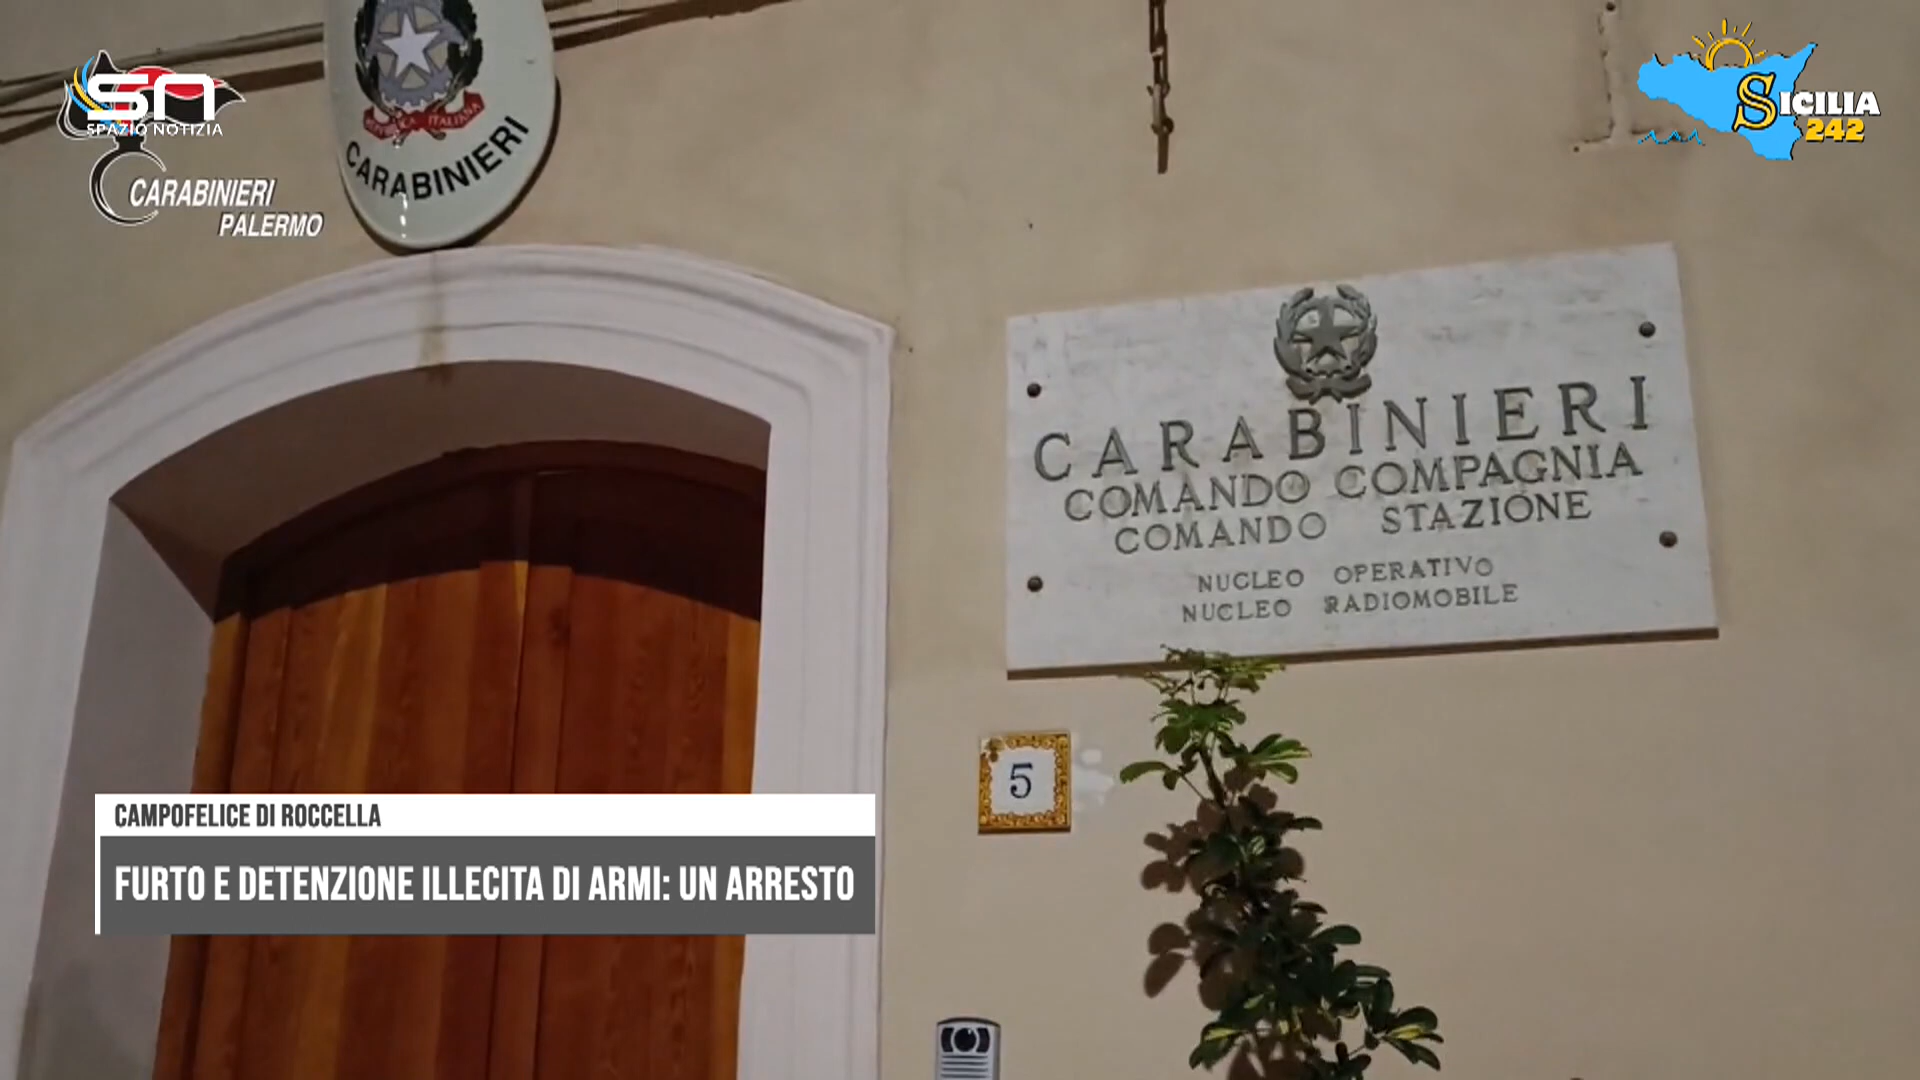 SN
SPAZIO NOTIZIA
CARABINIERI
PALERMO
REPUBBLICA ITALIANA
CARABINIERI
SICILIA
242
CARABINIERI
COMANDO COMPAGNIA
COMANDO STAZIONE
NUCLEO OPERATIVO
NUCLEO RADIOMOBILE
5
CAMPOFELICE DI ROCCELLA
FURTO E DETENZIONE ILLECITA DI ARMI: UN ARRESTO